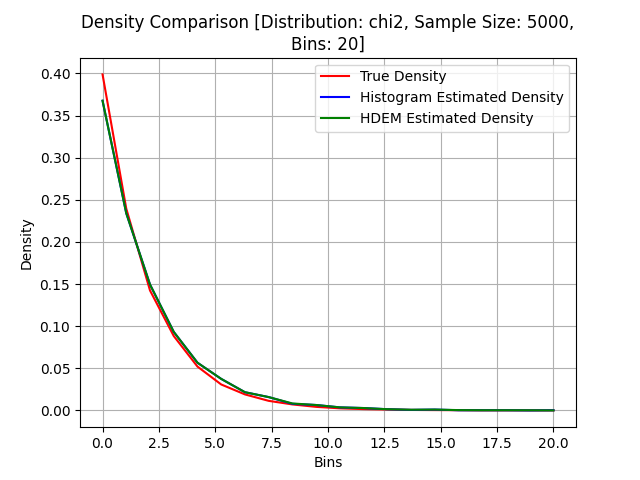 Density Comparison [Distribution: chi2, Sample Size: 5000,
Bins: 20]
True Density
Histogram Estimated Density
HDEM Estimated Density
0.40
0.35
0.30
0.25
0.20
0.15
0.10
0.05
0.00
Density
0.0 2.5 5.0 7.5 10.0 12.5 15.0 17.5 20.0
Bins